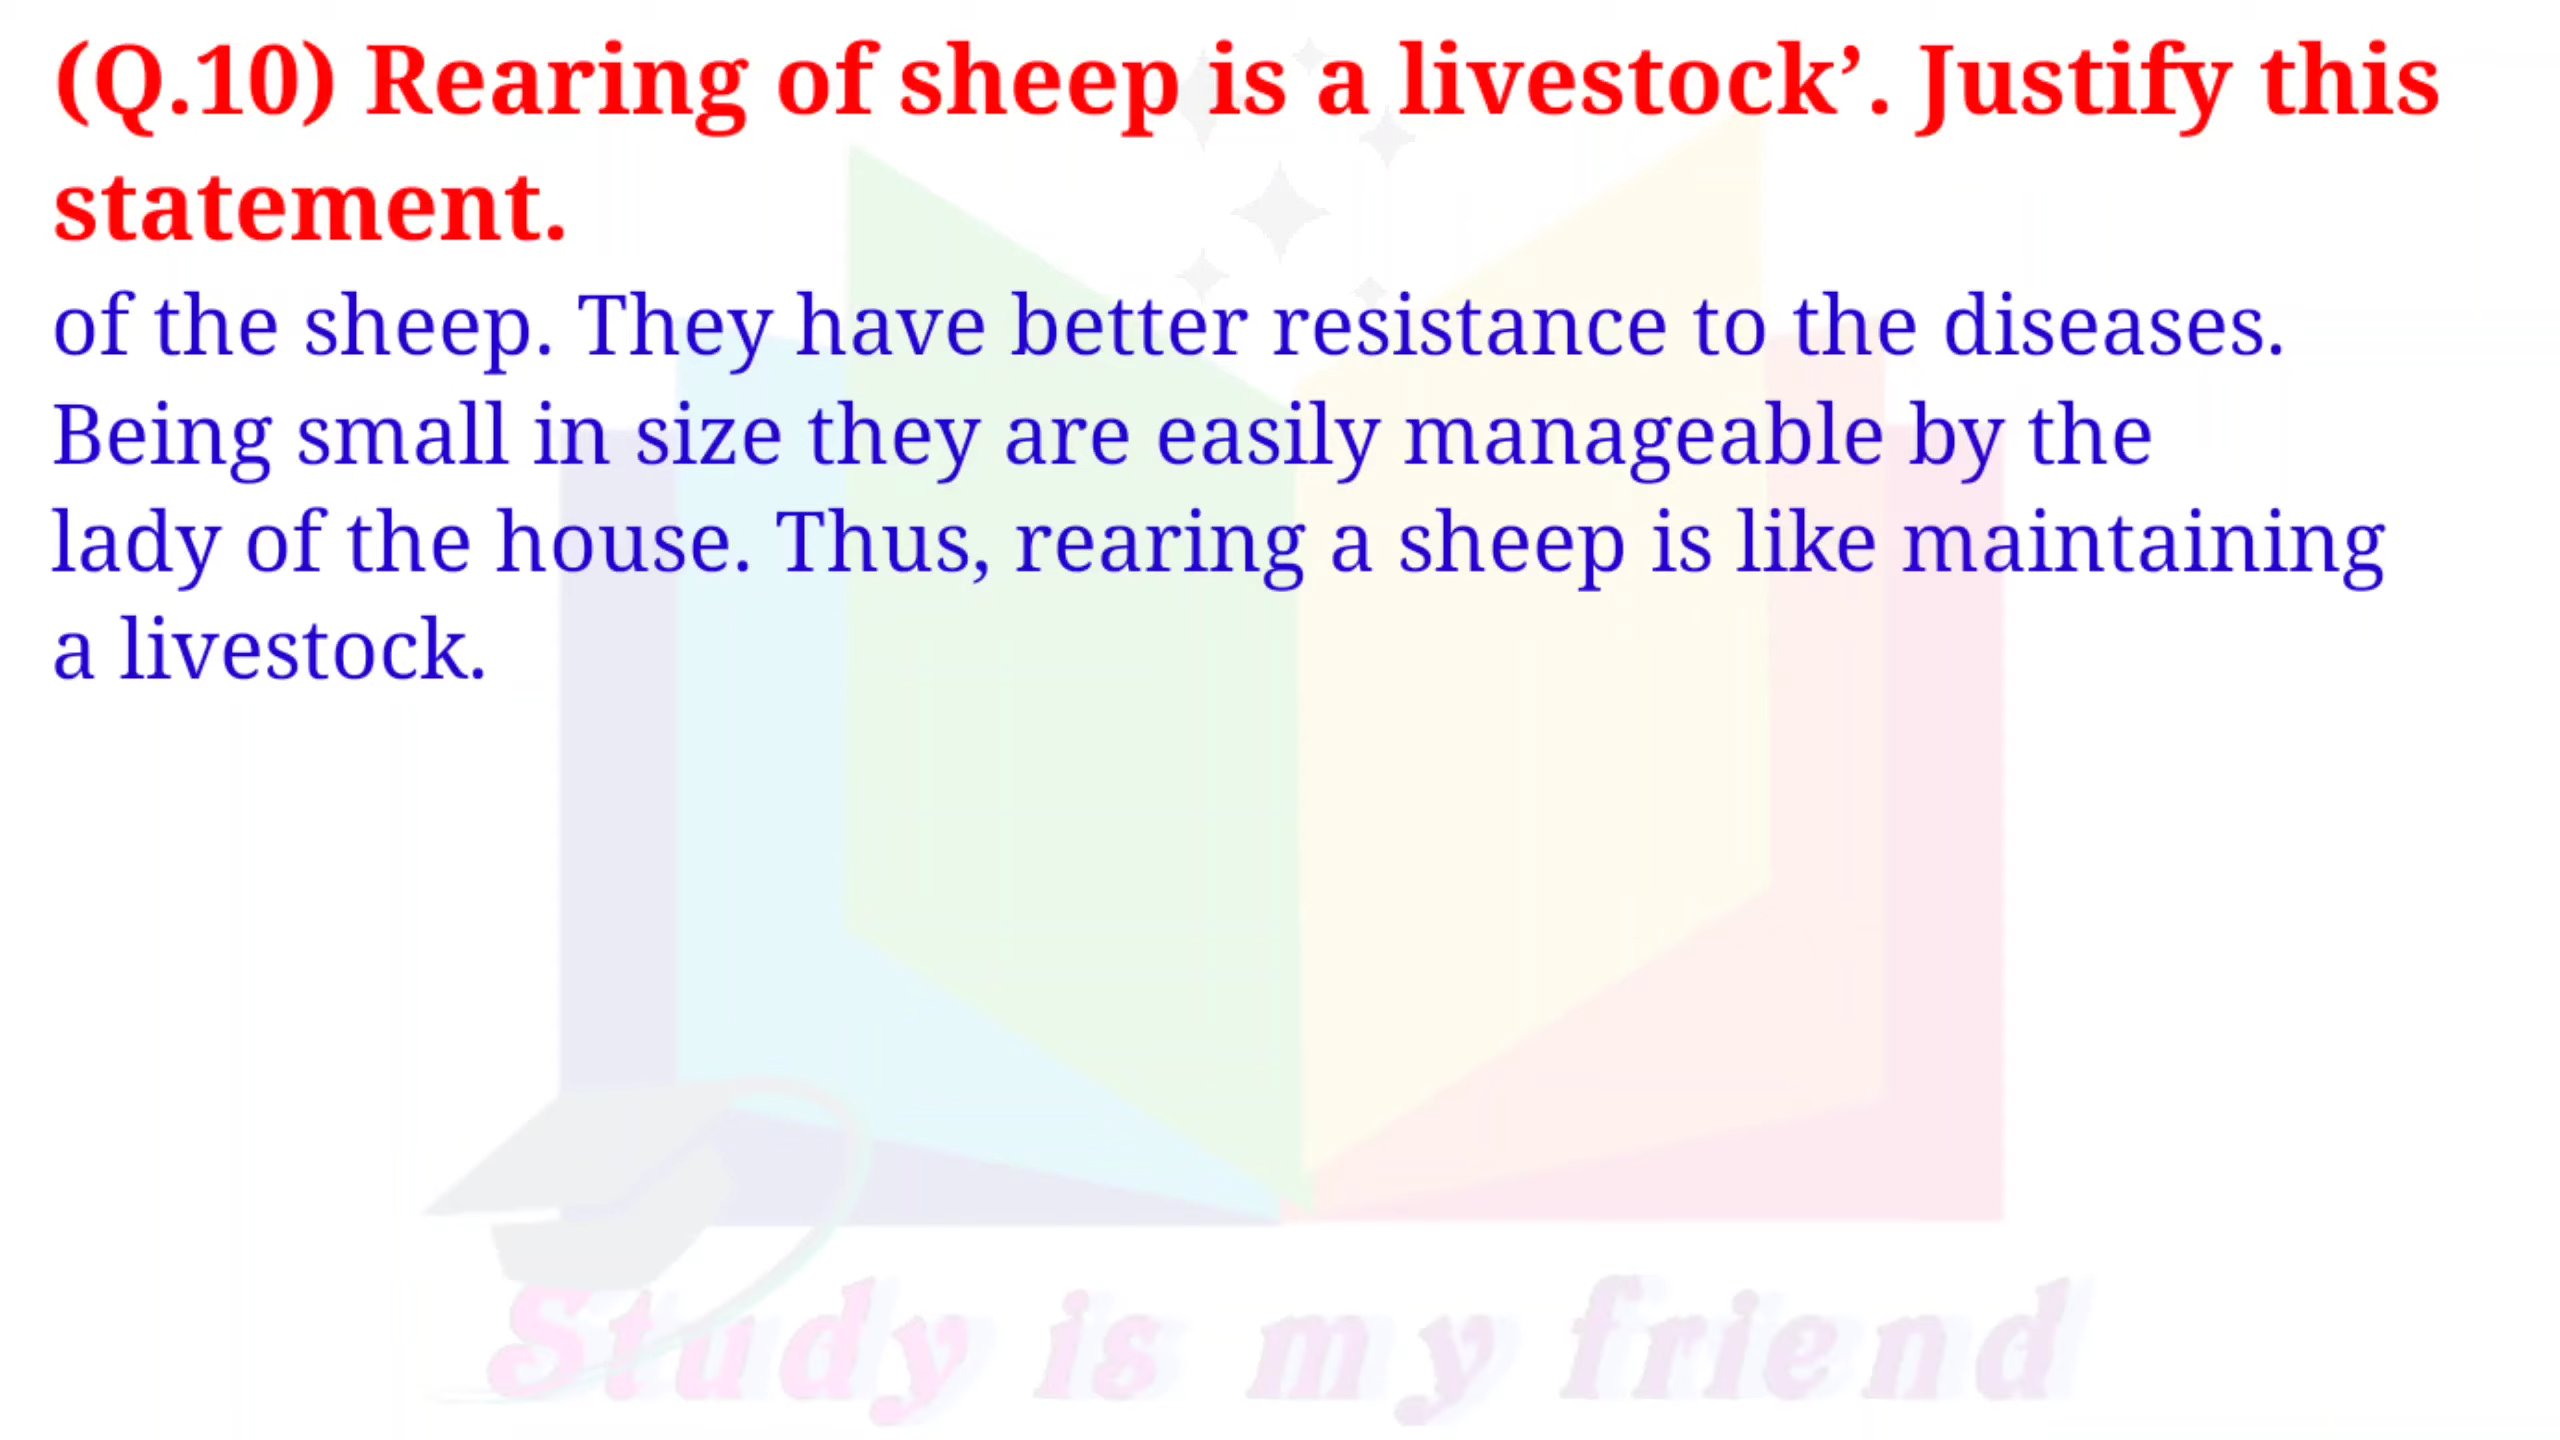 (Q.10) Rearing of sheep is a livestock’. Justify this
statement.
of the sheep. They have better resistance to the diseases.
Being small in size they are easily manageable by the
lady of the house. Thus, rearing a sheep is like maintaining
a livestock.
Study is my friend